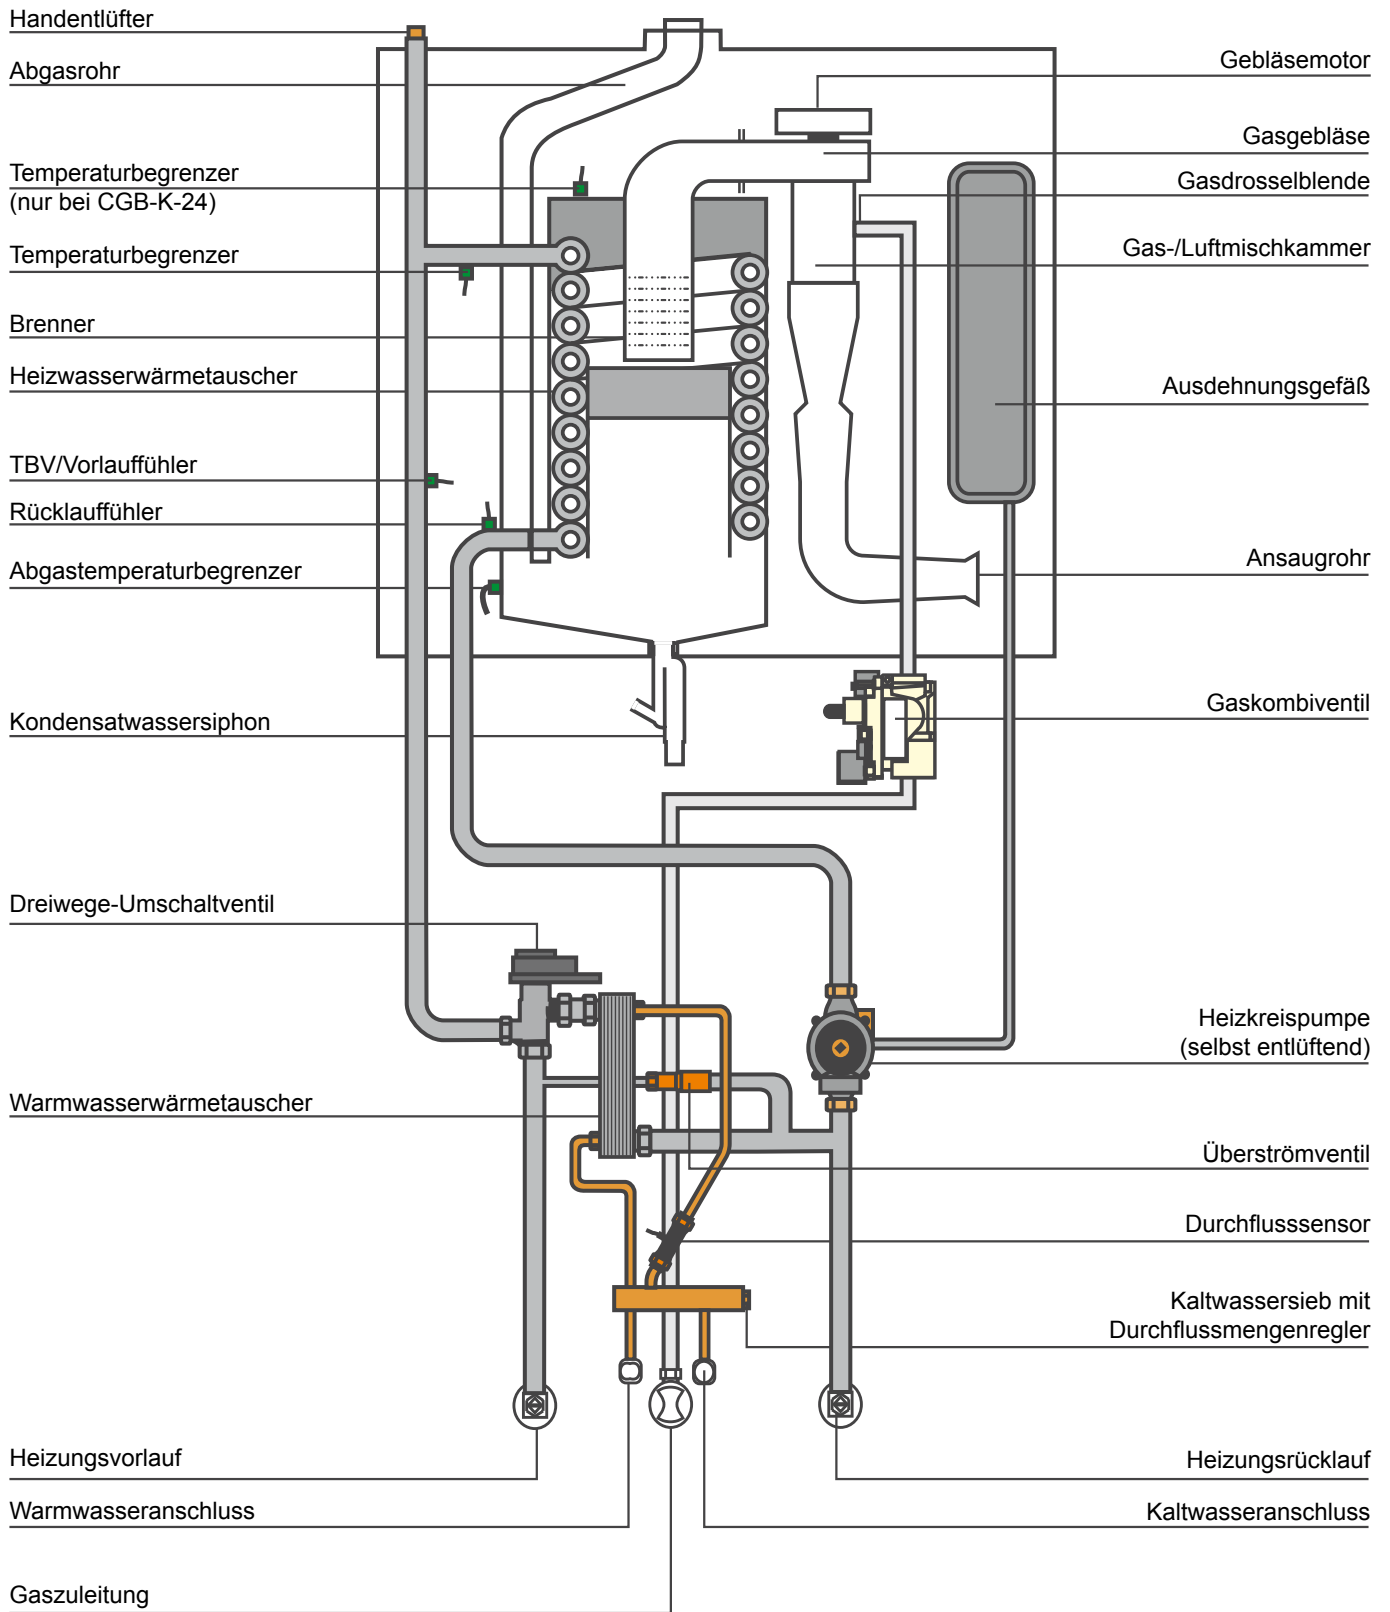 Handentlüfter
Abgasrohr
Temperaturbegrenzer
(nur bei CGB-K-24)
Temperaturbegrenzer
Brenner
Heizwasserwärmetauscher
TBV/Vorlauffühler
Rücklauffühler
Abgastemperaturbegrenzer
Kondensatwassersiphon
Dreiwege-Umschaltventil
Warmwasserwärmetauscher
Heizungsvorlauf
Warmwasseranschluss
Gaszuleitung
Gebläsemotor
Gasgebläse
Gasdrosselblende
Gas-/Luftmischkammer
Ausdehnungsgefäß
Ansaugrohr
Gaskombiventil
Heizkreispumpe
(selbst entlüftend)
Überströmventil
Durchflusssensor
Kaltwassersieb mit
Durchflussmengenregler
Heizungsrücklauf
Kaltwasseranschluss